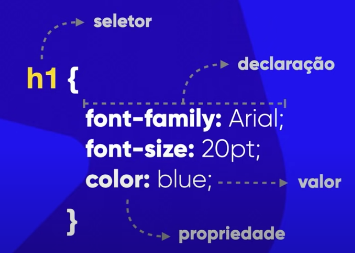 seletor
declaração
h1 {
font-family: Arial;
font-size: 20pt;
color: blue;
valor
}
propriedade